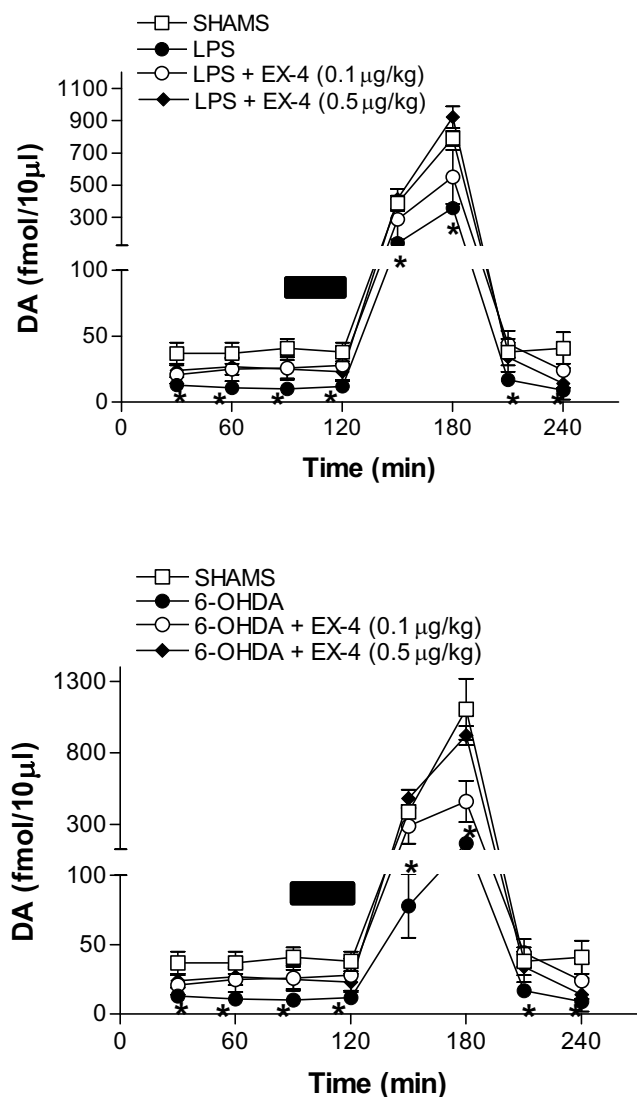 SHAMS
LPS
LPS + EX-4 (0.1 μg/kg)
LPS + EX-4 (0.5 μg/kg)
1100
900
700
500
300
100
50
0
DA (fmol/10μl)
* * * * * * * *
0 60 120 180 240
Time (min)
SHAMS
6-OHDA
6-OHDA + EX-4 (0.1 μg/kg)
6-OHDA + EX-4 (0.5 μg/kg)
1300
800
300
100
50
0
DA (fmol/10μl)
* * * * * * * *
0 60 120 180 240
Time (min)